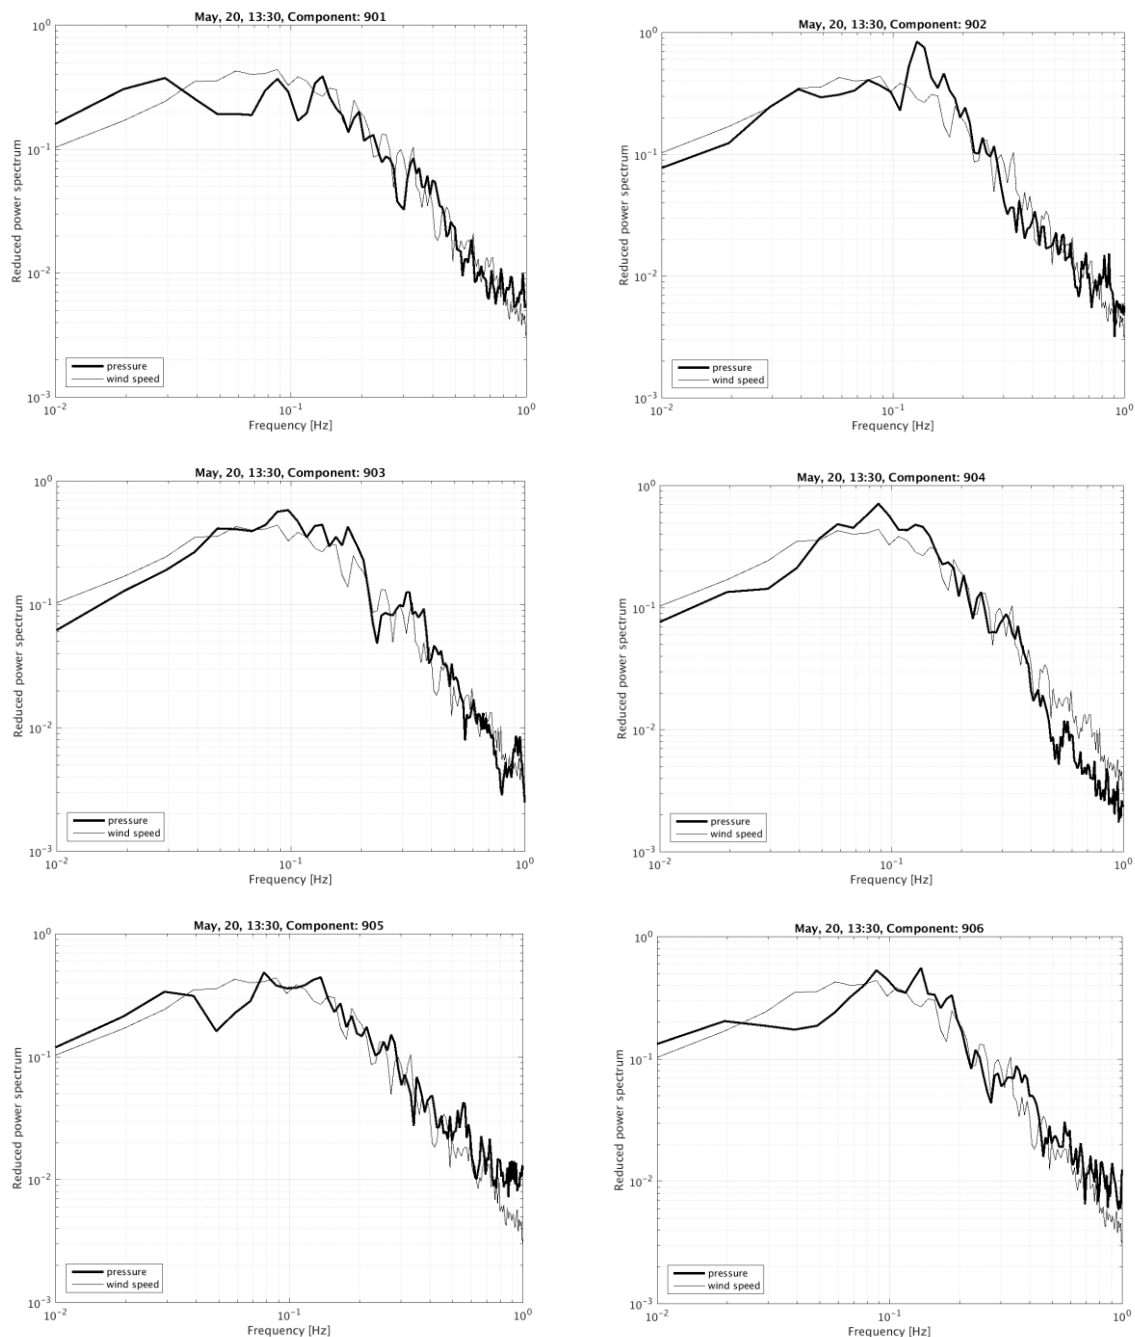 May, 20, 13:30, Component: 901
10^0
10^-1
10^-2
10^-3
Reduced power spectrum
pressure
wind speed
10^-2
10^-1
10^0
Frequency [Hz]
May, 20, 13:30, Component: 902
10^0
10^-1
10^-2
10^-3
Reduced power spectrum
pressure
wind speed
10^-2
10^-1
10^0
Frequency [Hz]
May, 20, 13:30, Component: 903
10^0
10^-1
10^-2
10^-3
Reduced power spectrum
pressure
wind speed
10^-2
10^-1
10^0
Frequency [Hz]
May, 20, 13:30, Component: 904
10^0
10^-1
10^-2
10^-3
Reduced power spectrum
pressure
wind speed
10^-2
10^-1
10^0
Frequency [Hz]
May, 20, 13:30, Component: 905
10^0
10^-1
10^-2
10^-3
Reduced power spectrum
pressure
wind speed
10^-2
10^-1
10^0
Frequency [Hz]
May, 20, 13:30, Component: 906
10^0
10^-1
10^-2
10^-3
Reduced power spectrum
pressure
wind speed
10^-2
10^-1
10^0
Frequency [Hz]